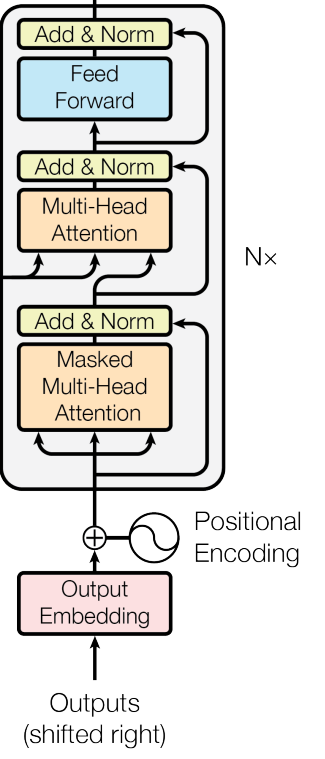 Add & Norm
Feed
Forward
Add & Norm
Multi-Head
Attention
N×
Add & Norm
Masked
Multi-Head
Attention
Positional
Encoding
Output
Embedding
Outputs
(shifted right)